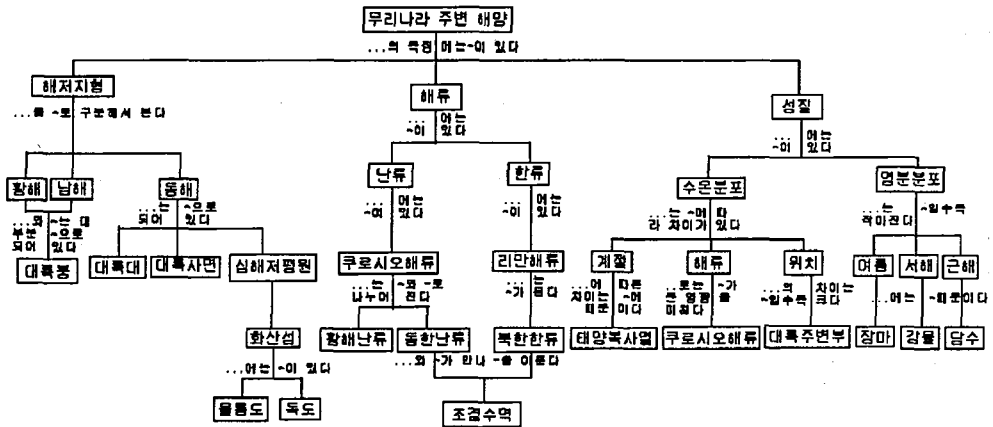 무리나라 주변 해양
...의 특징 에는~이 있다
해저지형
해류
성질
...를 ~로 구분해서 본다
... 에는
~이 있다
... 에는
~이 있다
황해 남해 동해
난류
한류
수온분포
염분분포
...와 ~는 대
부분 ~으로
되어 있다
...는 ~으로
되어 있다
... 에는
~이 있다
... 에는
~이 있다
...는 ~에 따
라 차이가 있다
...는 ~일수록
적어진다
대륙붕
대륙대
대륙사면
심해저평원
쿠로시오해류
리만해류
계절
해류
위치
여름
서해
근해
...는 ~와 ~로
나누어 진다
...는
~가 된다
...에 따른
차이는 ~에
때문 이다
...로는 ~가
큰 영향 을
미친다
...의 차이는
~일수록 크다
...에는 ~때문이다
화산섬
황해난류
동한난류
북한한류
태양복사열
쿠로시오해류
대륙주변부
장마
강물
담수
...에는 ~이 있다
...와 ~가 만나 ~을 이룬다
울릉도
독도
조경수역